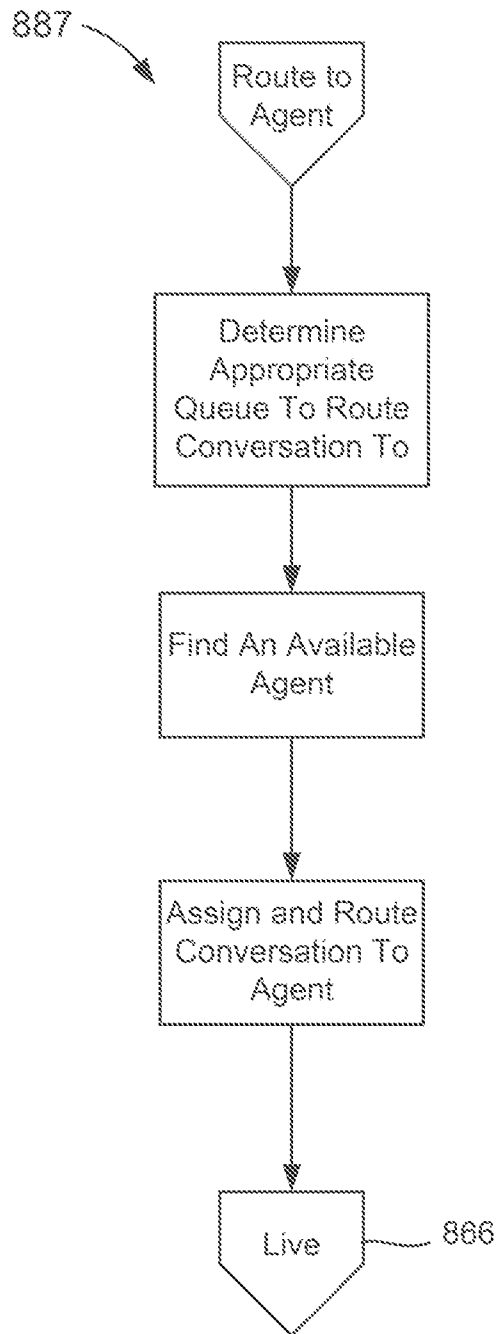 887
Route to
Agent
Determine
Appropriate
Queue To Route
Conversation To
Find An Available
Agent
Assign and Route
Conversation To
Agent
Live
866